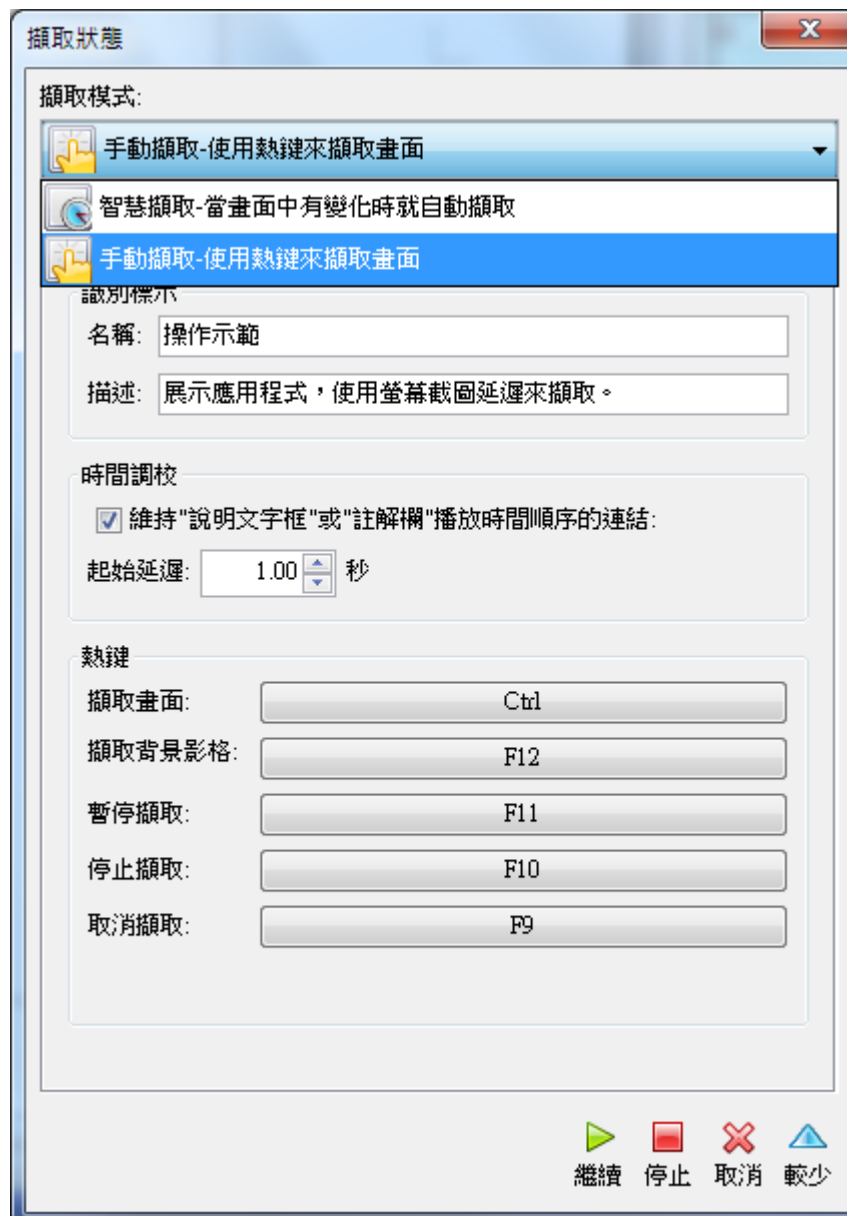 擷取狀態
擷取模式:
手動擷取-使用熱鍵來擷取畫面
智慧擷取-當畫面中有變化時就自動擷取
手動擷取-使用熱鍵來擷取畫面
識別標示
名稱: 操作示範
描述: 展示應用程式，使用螢幕截圖延遲來擷取。
時間調校
維持"說明文字框"或"註解欄"播放時間順序的連結:
起始延遲: 1.00 秒
熱鍵
擷取畫面: Ctrl
擷取背景影格: F12
暫停擷取: F11
停止擷取: F10
取消擷取: F9
繼續 停止 取消 較少